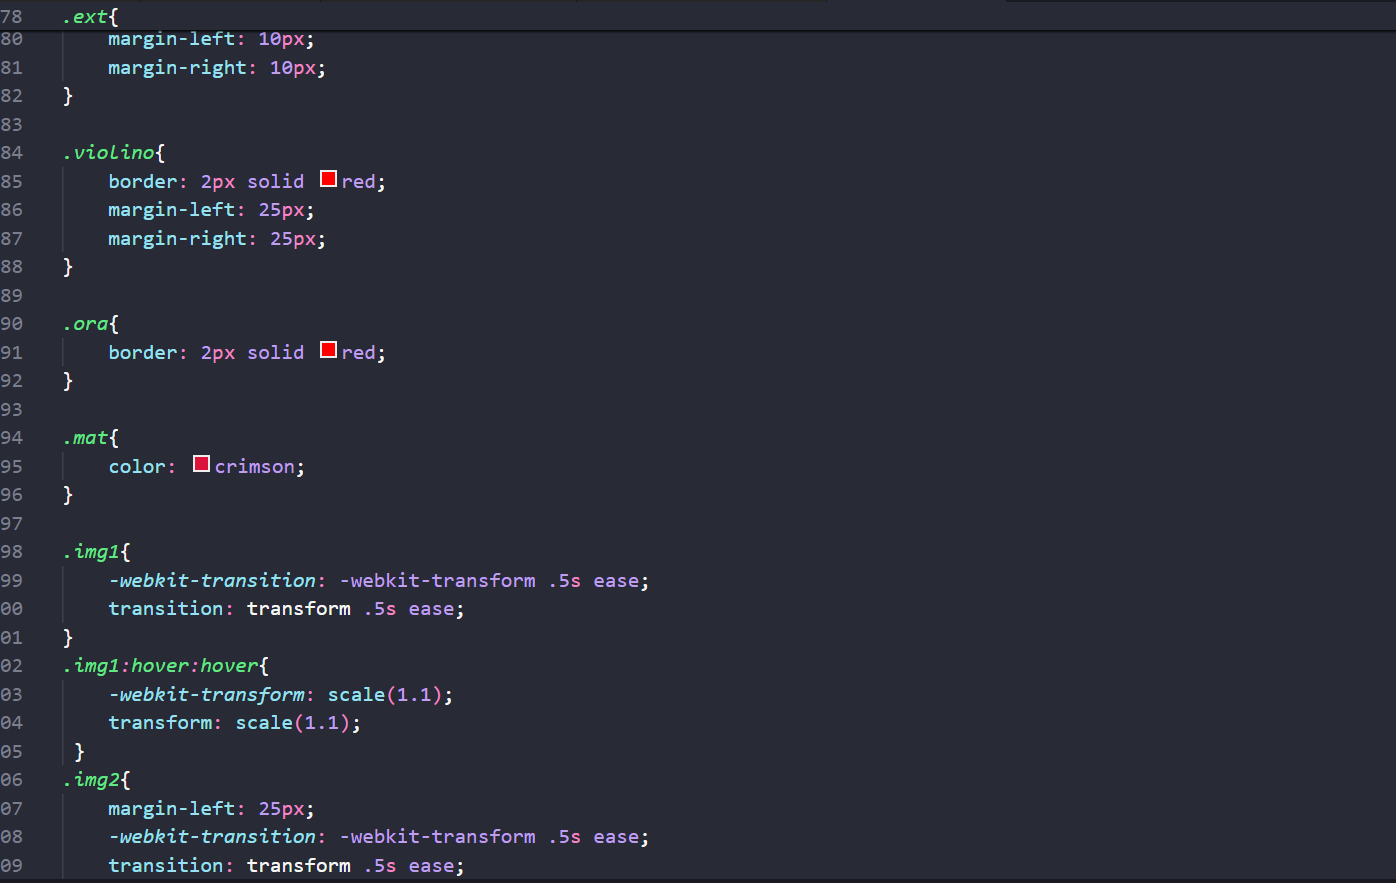 78 .ext{
80 margin-left: 10px;
81 margin-right: 10px;
82 }
83
84 .violino{
85 border: 2px solid red;
86 margin-left: 25px;
87 margin-right: 25px;
88 }
89
90 .ora{
91 border: 2px solid red;
92 }
93
94 .mat{
95 color: crimson;
96 }
97
98 .img1{
99 -webkit-transition: -webkit-transform .5s ease;
00 transition: transform .5s ease;
01 }
02 .img1:hover:hover{
03 -webkit-transform: scale(1.1);
04 transform: scale(1.1);
05 }
06 .img2{
07 margin-left: 25px;
08 -webkit-transition: -webkit-transform .5s ease;
09 transition: transform .5s ease;